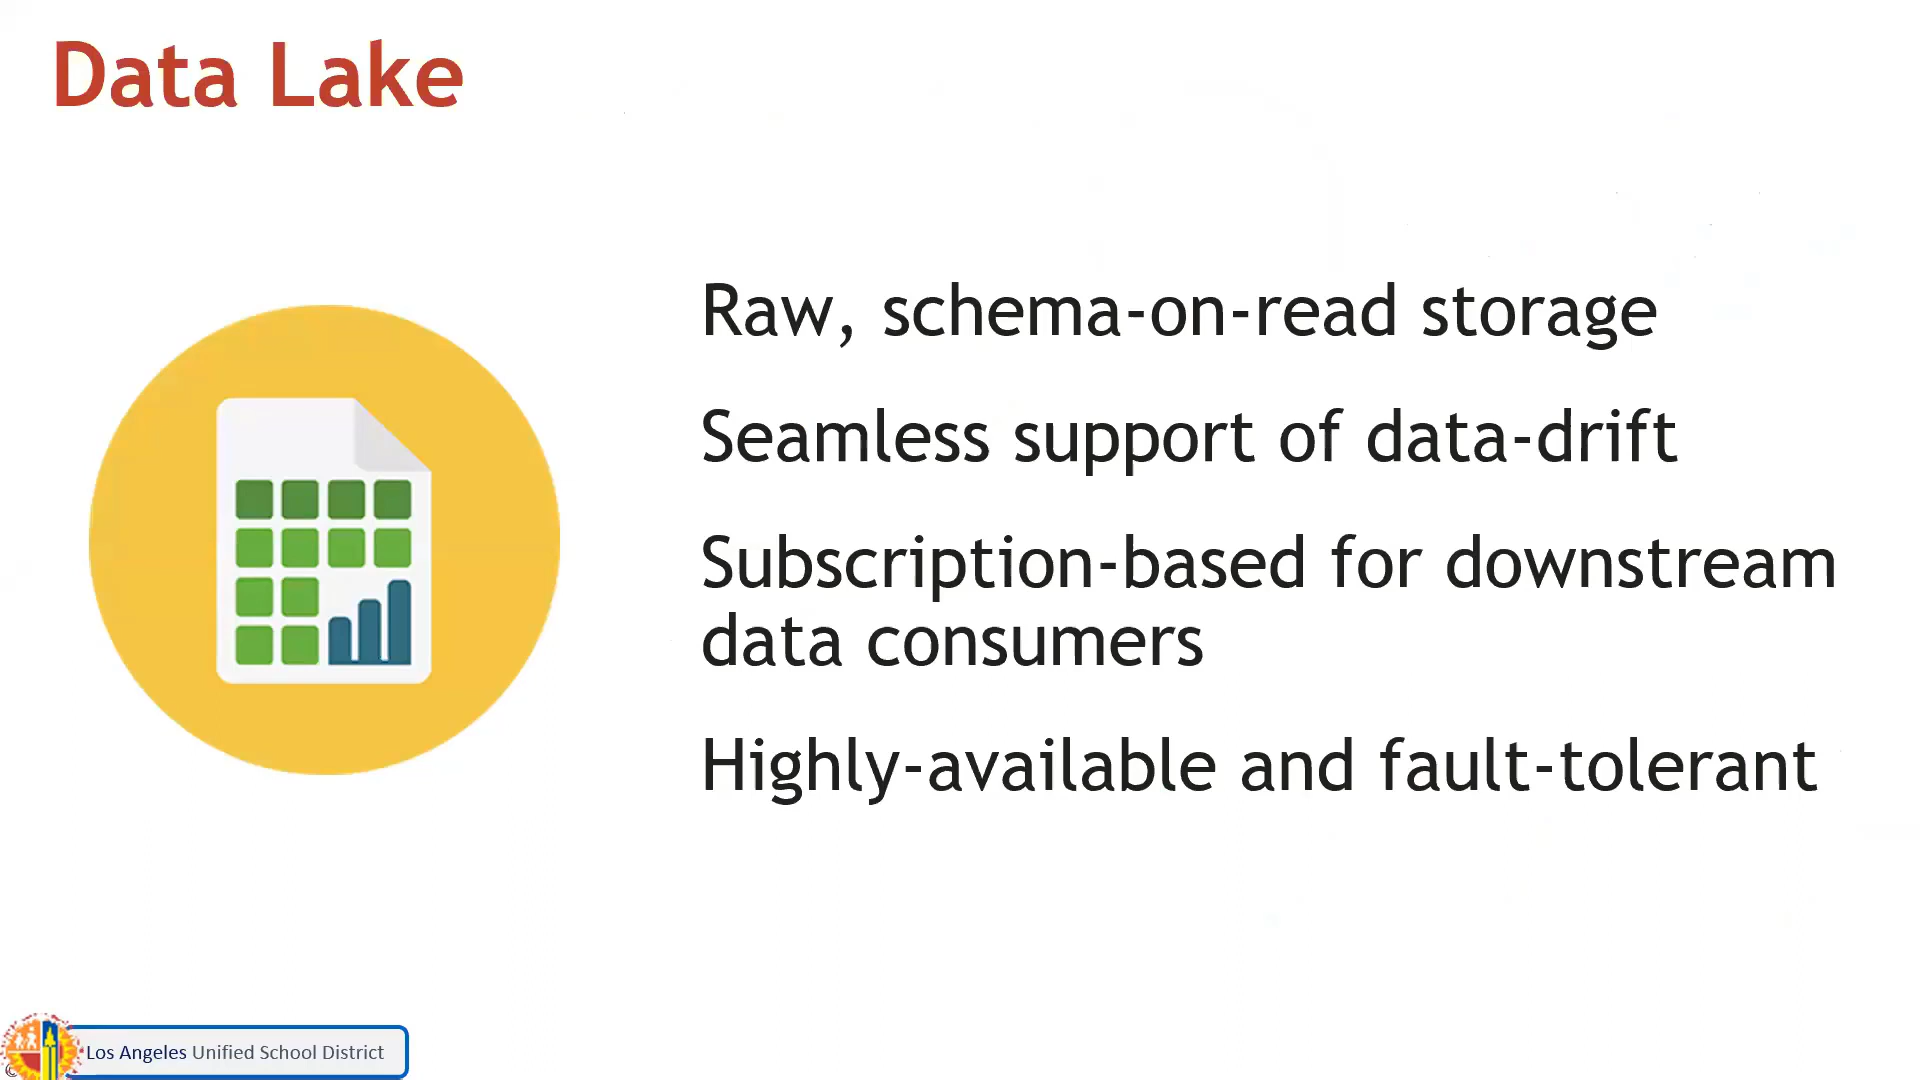 Data Lake
Raw, schema-on-read storage
Seamless support of data-drift
Subscription-based for downstream
data consumers
Highly-available and fault-tolerant
Los Angeles Unified School District
©